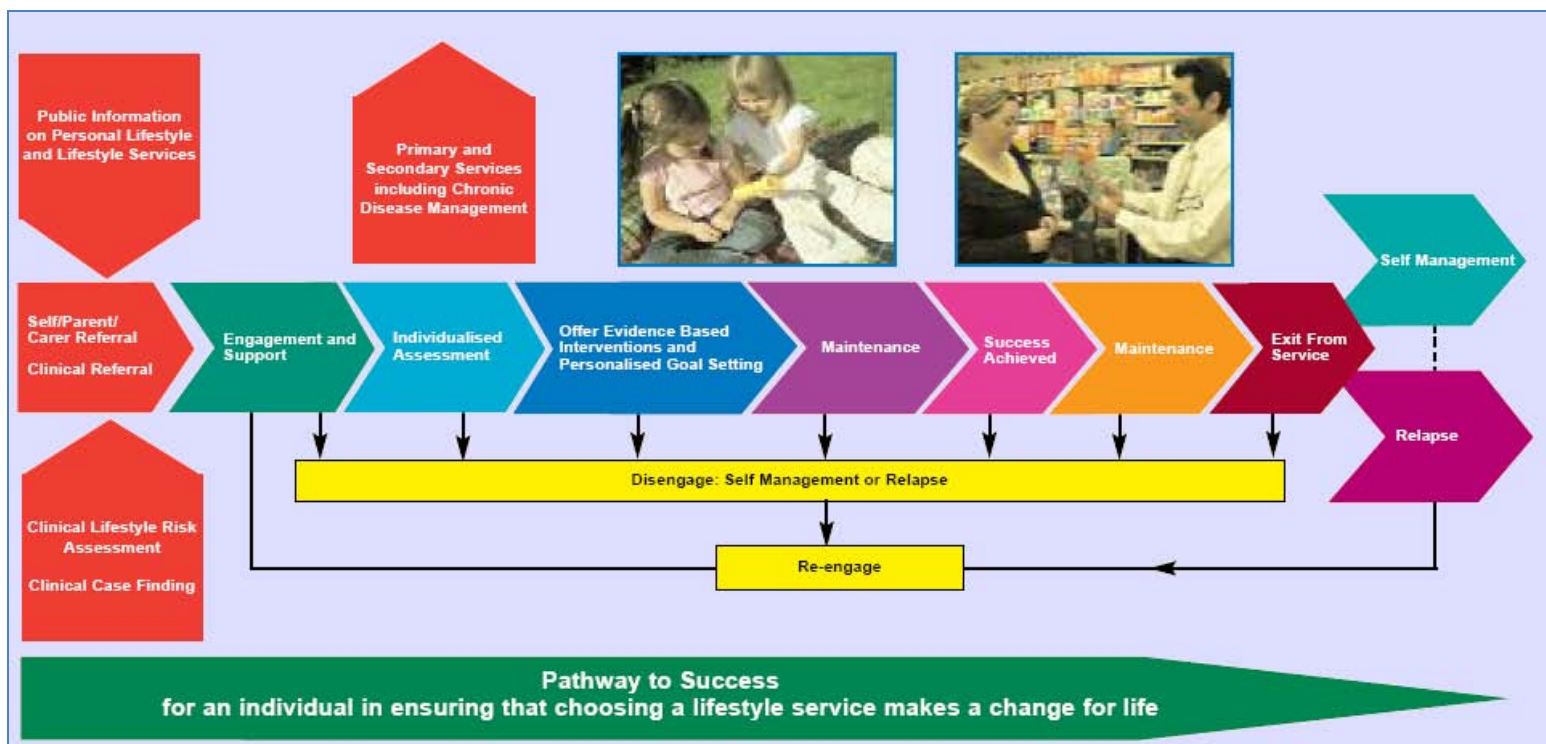 Public Information
on Personal Lifestyle
and Lifestyle Services
Primary and
Secondary Services
including Chronic
Disease Management
Self/Parent/
Carer Referral
Clinical Referral
Engagement and
Support
Individualised
Assessment
Offer Evidence Based
Interventions and
Personalised Goal Setting
Maintenance
Success
Achieved
Maintenance
Exit From
Service
Self Management
Relapse
Disengage: Self Management or Relapse
Re-engage
Clinical Lifestyle Risk
Assessment
Clinical Case Finding
Pathway to Success
for an individual in ensuring that choosing a lifestyle service makes a change for life